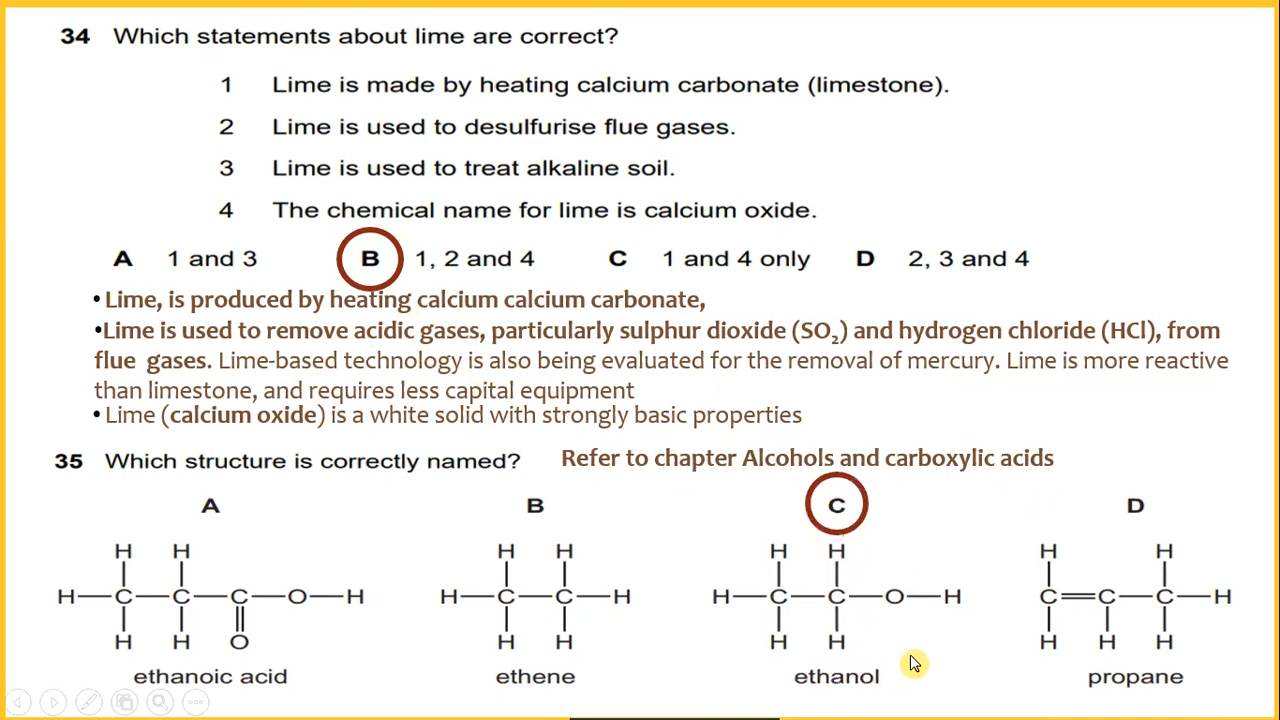 34 Which statements about lime are correct?
1 Lime is made by heating calcium carbonate (limestone).
2 Lime is used to desulfurise flue gases.
3 Lime is used to treat alkaline soil.
4 The chemical name for lime is calcium oxide.
A 1 and 3 B 1, 2 and 4 C 1 and 4 only D 2, 3 and 4
• Lime, is produced by heating calcium calcium carbonate,
•Lime is used to remove acidic gases, particularly sulphur dioxide (SO₂) and hydrogen chloride (HCl), from
flue gases. Lime-based technology is also being evaluated for the removal of mercury. Lime is more reactive
than limestone, and requires less capital equipment
• Lime (calcium oxide) is a white solid with strongly basic properties
35 Which structure is correctly named? Refer to chapter Alcohols and carboxylic acids
A B C D
H H H H H H H H
H—C—C—C—O—H H—C—C—H H—C—C—O—H C=C—C—H
H H O H H H H H H H
ethanoic acid ethene ethanol propane